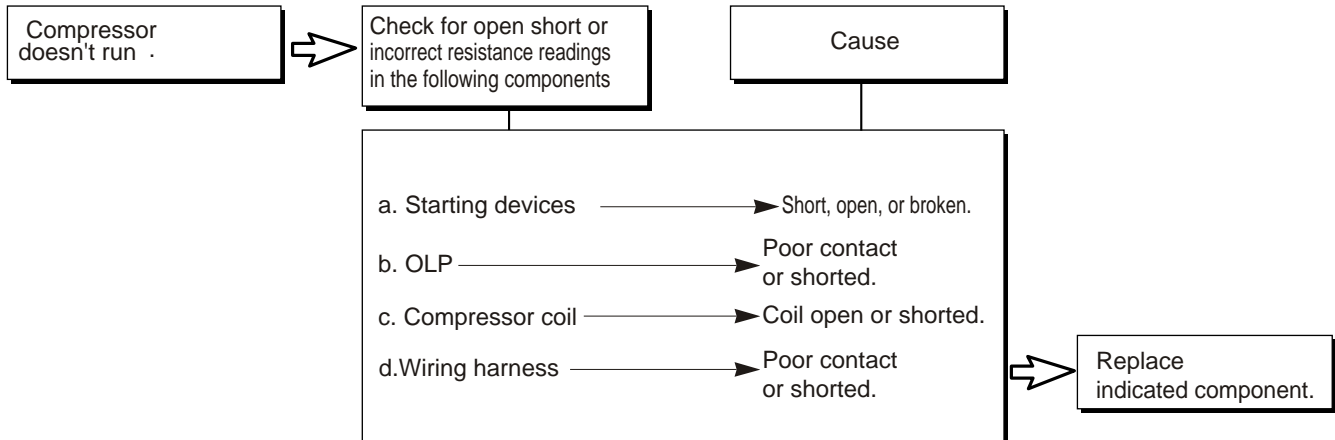 Compressor
doesn't run .
Check for open short or
incorrect resistance readings
in the following components
Cause
a. Starting devices
Short, open, or broken.
b. OLP
Poor contact
or shorted.
c. Compressor coil
Coil open or shorted.
d.Wiring harness
Poor contact
or shorted.
Replace
indicated component.